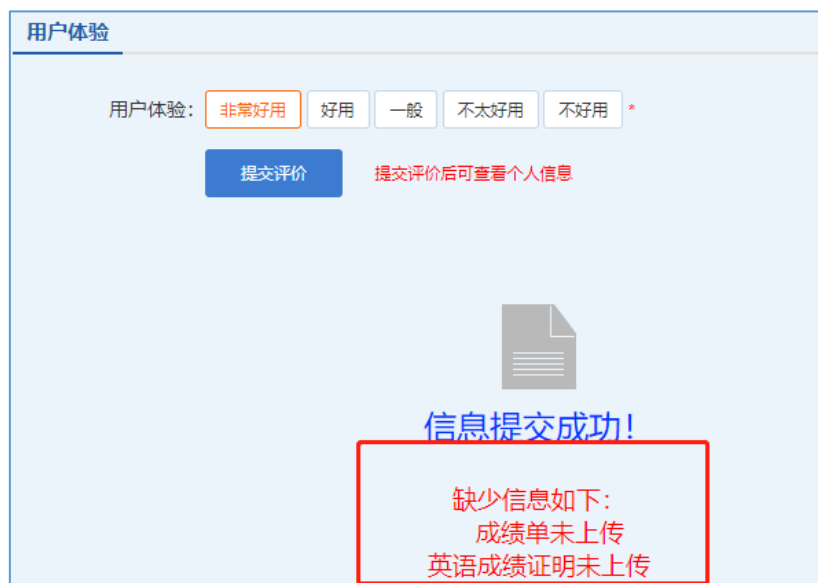 用户体验
用户体验: 非常好用 好用 一般 不太好用 不好用 *
提交评价 提交评价后可查看个人信息
信息提交成功!
缺少信息如下:
成绩单未上传
英语成绩证明未上传